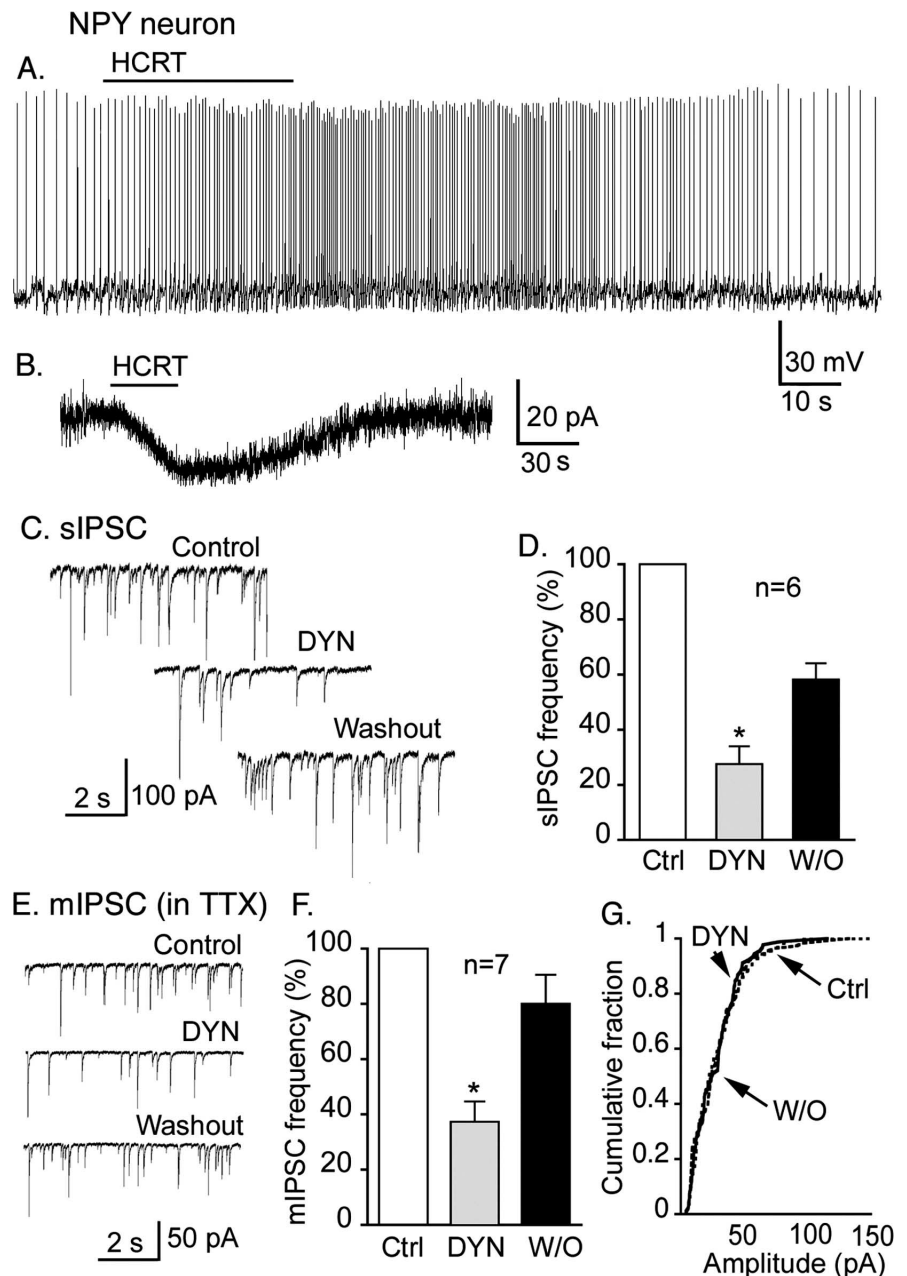 NPY neuron
A.
HCRT
30 mV
10 s
B.
HCRT
20 pA
30 s
C. sIPSC
Control
DYN
Washout
2 s
100 pA
D.
sIPSC frequency (%)
100
80
60
40
20
0
n=6
*
Ctrl
DYN
W/O
E. mIPSC (in TTX)
Control
DYN
Washout
2 s
50 pA
F.
mIPSC frequency (%)
100
80
60
40
20
0
n=7
*
Ctrl
DYN
W/O
G.
Cumulative fraction
1
0.8
0.6
0.4
0.2
0
DYN
Ctrl
W/O
50
100
150
Amplitude (pA)